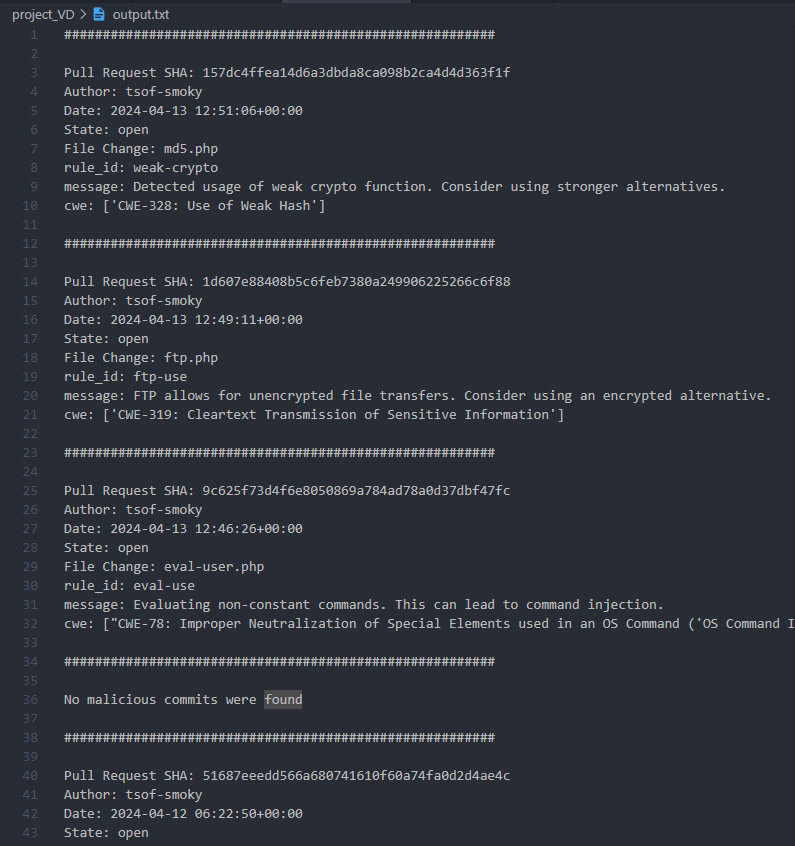 project_VD > output.txt
1 ########################################################
2
3 Pull Request SHA: 157dc4ffea14d6a3dbda8ca098b2ca4d4d363f1f
4 Author: tsof-smoky
5 Date: 2024-04-13 12:51:06+00:00
6 State: open
7 File Change: md5.php
8 rule_id: weak-crypto
9 message: Detected usage of weak crypto function. Consider using stronger alternatives.
10 cwe: ['CWE-328: Use of Weak Hash']
11
12 ########################################################
13
14 Pull Request SHA: 1d607e88408b5c6feb7380a249906225266c6f88
15 Author: tsof-smoky
16 Date: 2024-04-13 12:49:11+00:00
17 State: open
18 File Change: ftp.php
19 rule_id: ftp-use
20 message: FTP allows for unencrypted file transfers. Consider using an encrypted alternative.
21 cwe: ['CWE-319: Cleartext Transmission of Sensitive Information']
22
23 ########################################################
24
25 Pull Request SHA: 9c625f73d4f6e8050869a784ad78a0d37dbf47fc
26 Author: tsof-smoky
27 Date: 2024-04-13 12:46:26+00:00
28 State: open
29 File Change: eval-user.php
30 rule_id: eval-use
31 message: Evaluating non-constant commands. This can lead to command injection.
32 cwe: ["CWE-78: Improper Neutralization of Special Elements used in an OS Command ('OS Command I
33
34 ########################################################
35
36 No malicious commits were found
37
38 ########################################################
39
40 Pull Request SHA: 51687eeedd566a680741610f60a74fa0d2d4ae4c
41 Author: tsof-smoky
42 Date: 2024-04-12 06:22:50+00:00
43 State: open